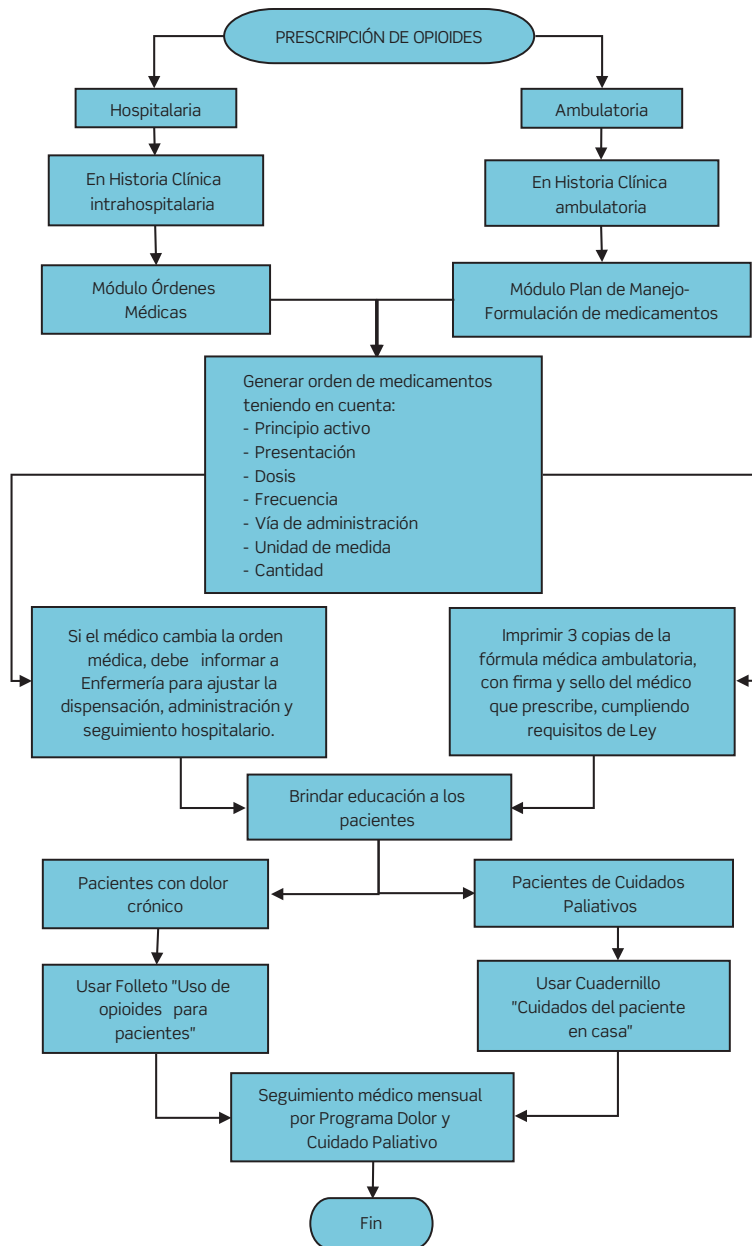 PRESCRIPCIÓN DE OPIOIDES
Hospitalaria
Ambulatoria
En Historia Clínica
intrahospitalaria
En Historia Clínica
ambulatoria
Módulo Órdenes
Médicas
Módulo Plan de Manejo-
Formulación de medicamentos
Generar orden de medicamentos
teniendo en cuenta:
- Principio activo
- Presentación
- Dosis
- Frecuencia
- Vía de administración
- Unidad de medida
- Cantidad
Si el médico cambia la orden
médica, debe informar a
Enfermería para ajustar la
dispensación, administración y
seguimiento hospitalario.
Imprimir 3 copias de la
fórmula médica ambulatoria,
con firma y sello del médico
que prescribe, cumpliendo
requisitos de Ley
Brindar educación a los
pacientes
Pacientes con dolor
crónico
Pacientes de Cuidados
Paliativos
Usar Folleto "Uso de
opioides para
pacientes"
Usar Cuadernillo
"Cuidados del paciente
en casa"
Seguimiento médico mensual
por Programa Dolor y
Cuidado Paliativo
Fin